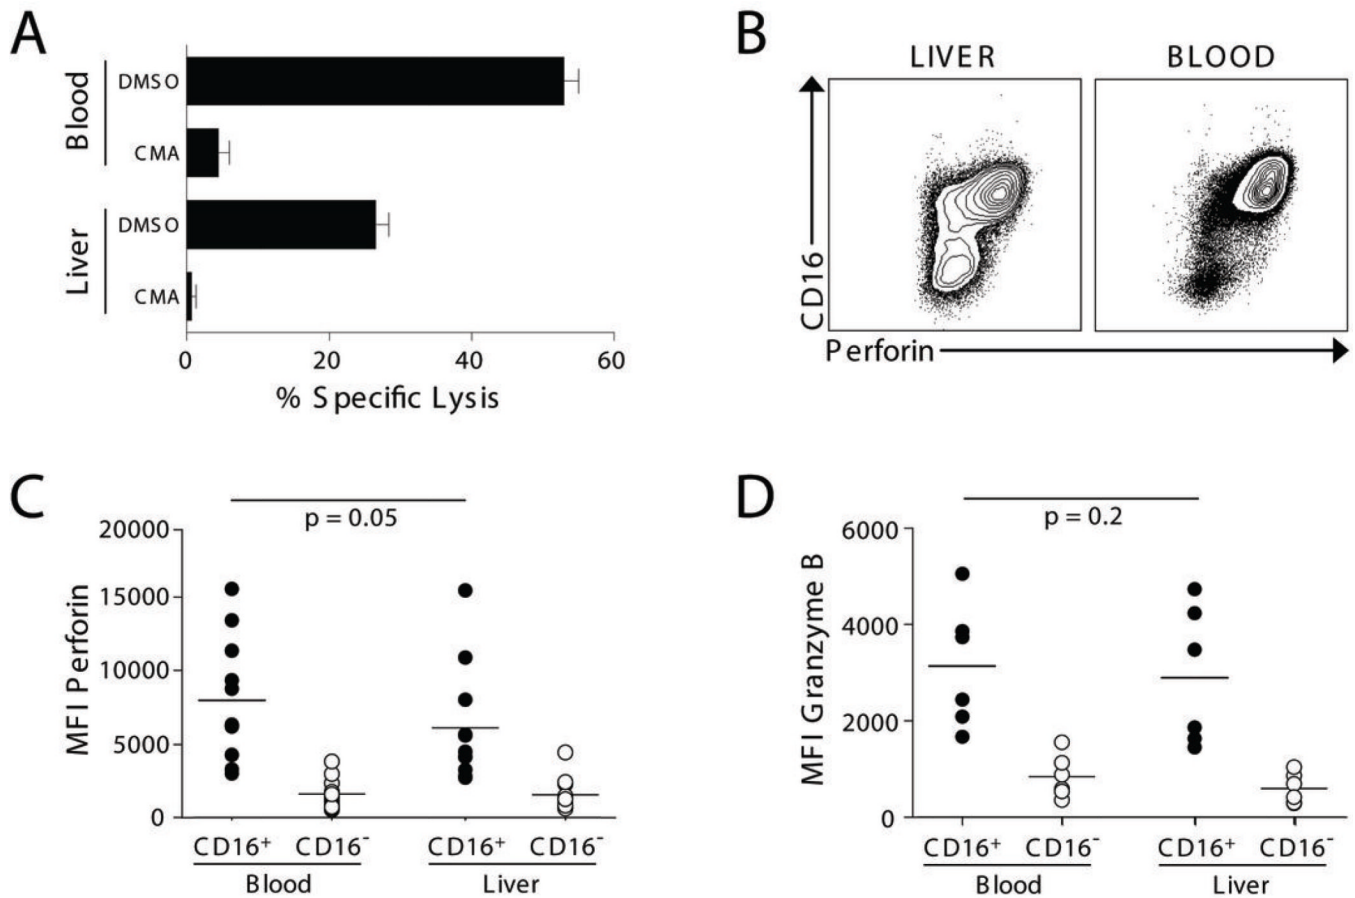 A
Blood
DMSO
CMA
Liver
DMSO
CMA
0 20 40 60
% Specific Lysis
B
LIVER BLOOD
CD16
Perforin
C
p = 0.05
20000
15000
10000
5000
0
MFI Perforin
CD16⁺ CD16⁻ CD16⁺ CD16⁻
Blood Liver
D
p = 0.2
6000
4000
2000
0
MFI Granzyme B
CD16⁺ CD16⁻ CD16⁺ CD16⁻
Blood Liver